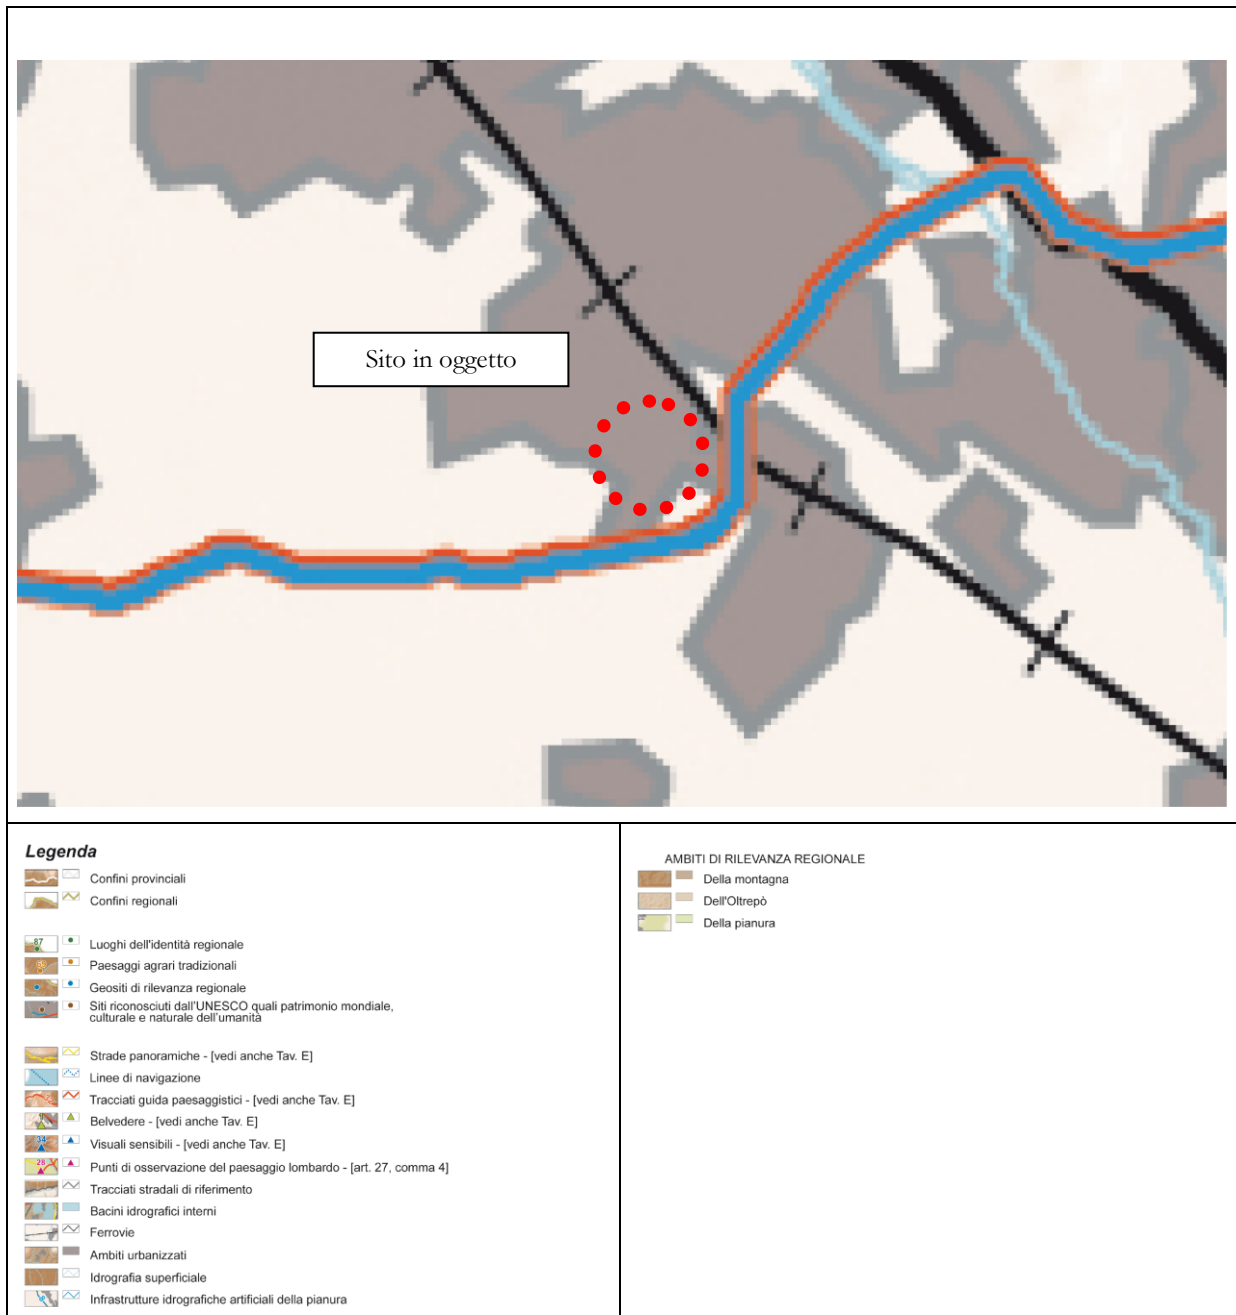 Sito in oggetto
Legenda
Confini provinciali
Confini regionali
87
Luoghi dell'identità regionale
Paesaggi agrari tradizionali
Geositi di rilevanza regionale
Siti riconosciuti dall'UNESCO quali patrimonio mondiale,
culturale e naturale dell'umanità
Strade panoramiche - [vedi anche Tav. E]
Linee di navigazione
Tracciati guida paesaggistici - [vedi anche Tav. E]
Belvedere - [vedi anche Tav. E]
34
Visuali sensibili - [vedi anche Tav. E]
28
Punti di osservazione del paesaggio lombardo - [art. 27, comma 4]
Tracciati stradali di riferimento
Bacini idrografici interni
Ferrovie
Ambiti urbanizzati
Idrografia superficiale
Infrastrutture idrografiche artificiali della pianura
AMBITI DI RILEVANZA REGIONALE
Della montagna
Dell'Oltrepò
Della pianura